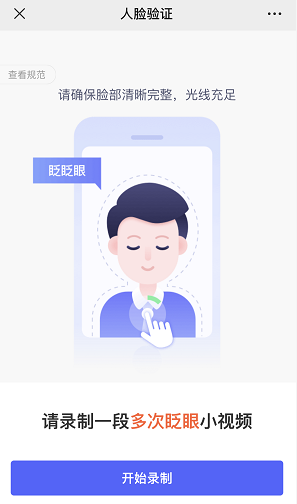 人脸验证
查看规范
请确保脸部清晰完整，光线充足
眨眨眼
请录制一段多次眨眼小视频
开始录制